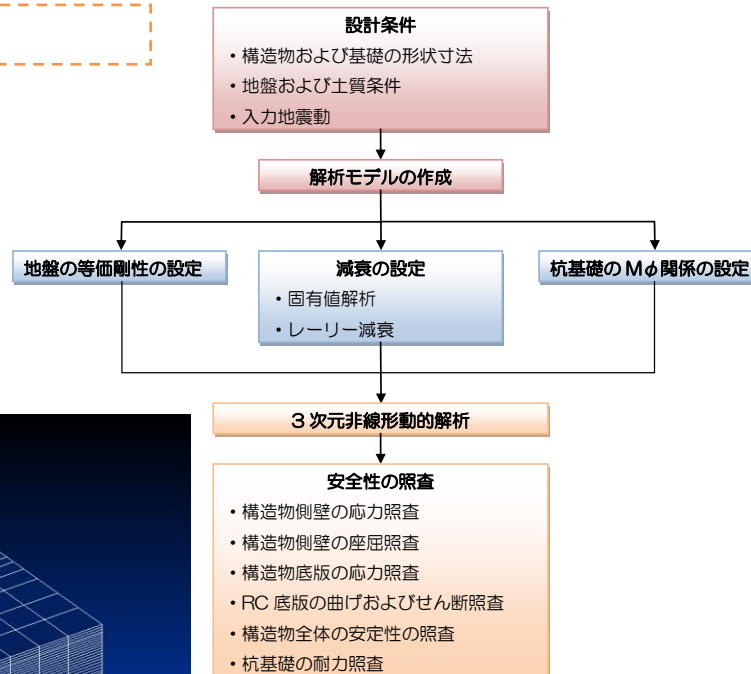 設計条件
・構造物および基礎の形状寸法
・地盤および土質条件
・入力地震動
解析モデルの作成
地盤の等価剛性の設定
減衰の設定
・固有値解析
・レーリー減衰
杭基礎の Mφ関係の設定
3 次元非線形動的解析
安全性の照査
・構造物側壁の応力照査
・構造物側壁の座屈照査
・構造物底版の応力照査
・RC 底版の曲げおよびせん断照査
・構造物全体の安定性の照査
・杭基礎の耐力照査